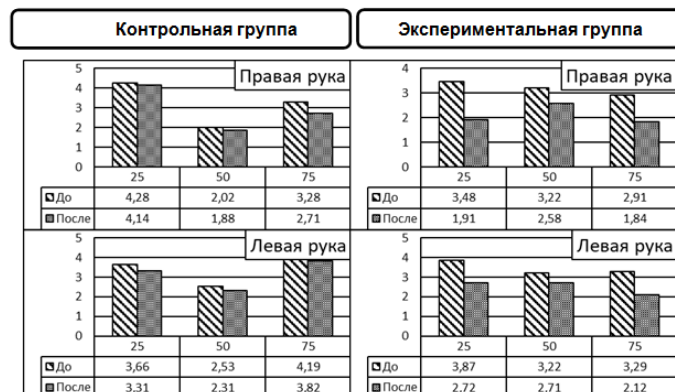 Контрольная группа
Экспериментальная группа
Правая рука
5
4
3
2
1
0
25 50 75
До 4,28 2,02 3,28
После 4,14 1,88 2,71
Правая рука
4
3
2
1
0
25 50 75
До 3,48 3,22 2,91
После 1,91 2,58 1,84
Левая рука
5
4
3
2
1
0
25 50 75
До 3,66 2,53 4,19
После 3,31 2,31 3,82
Левая рука
5
4
3
2
1
0
25 50 75
До 3,87 3,22 3,29
После 2,72 2,71 2,12